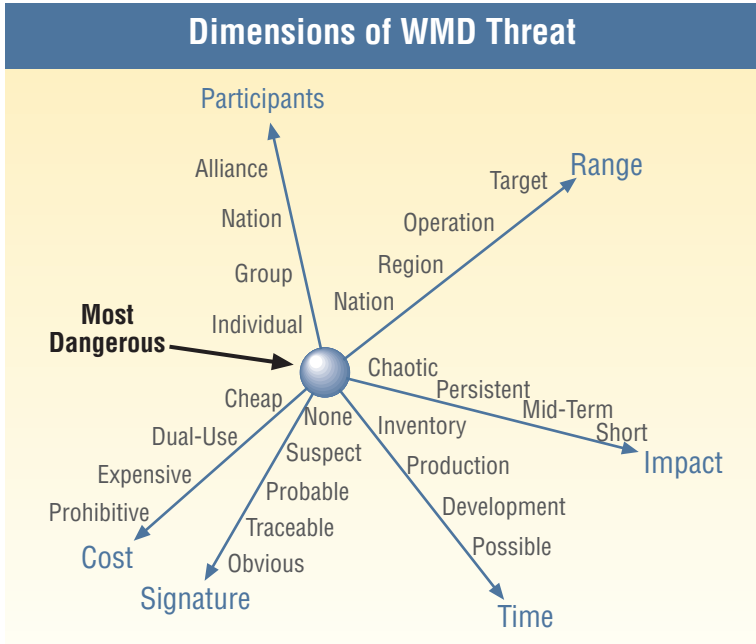 Dimensions of WMD Threat
Participants
Alliance
Nation
Group
Individual
Range
Target
Operation
Region
Nation
Most
Dangerous
Chaotic
Persistent
Mid-Term
Short
Impact
Cheap
Dual-Use
Expensive
Prohibitive
Cost
None
Suspect
Probable
Traceable
Obvious
Signature
Inventory
Production
Development
Possible
Time